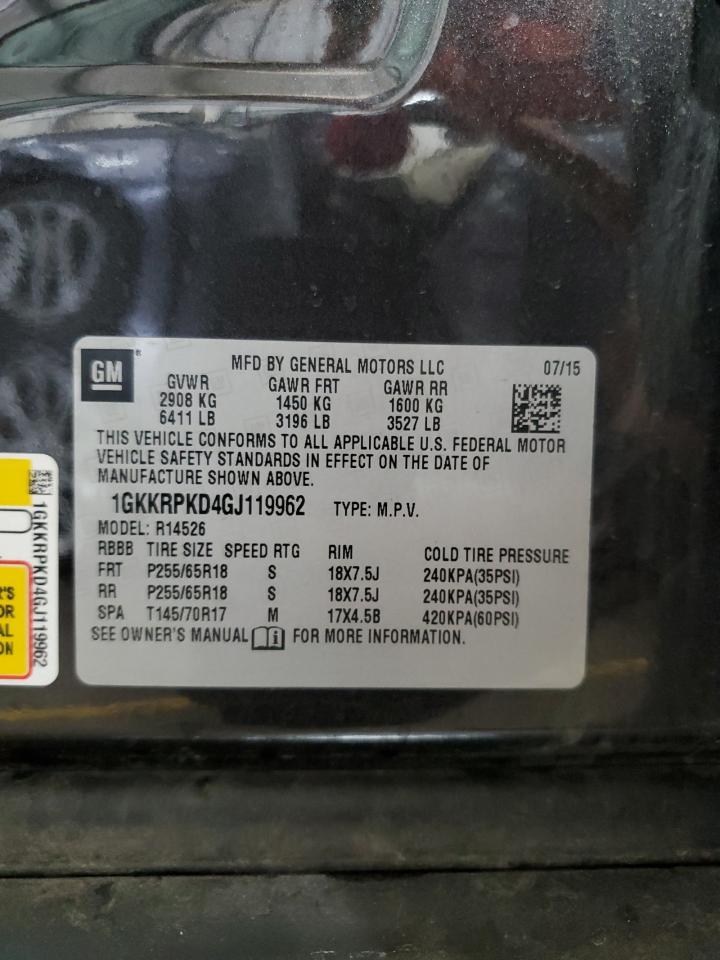 GM
MFD BY GENERAL MOTORS LLC 07/15
GVWR GAWR FRT GAWR RR
2908 KG 1450 KG 1600 KG
6411 LB 3196 LB 3527 LB
THIS VEHICLE CONFORMS TO ALL APPLICABLE U.S. FEDERAL MOTOR
VEHICLE SAFETY STANDARDS IN EFFECT ON THE DATE OF
MANUFACTURE SHOWN ABOVE.
1GKKRPKD4GJ119962 TYPE: M.P.V.
MODEL: R14526
RBBB TIRE SIZE SPEED RTG RIM COLD TIRE PRESSURE
FRT P255/65R18 S 18X7.5J 240KPA(35PSI)
RR P255/65R18 S 18X7.5J 240KPA(35PSI)
SPA T145/70R17 M 17X4.5B 420KPA(60PSI)
SEE OWNER'S MANUAL i FOR MORE INFORMATION.
1GKKRPKD4GJ119962
R'S
OR
AL
ON